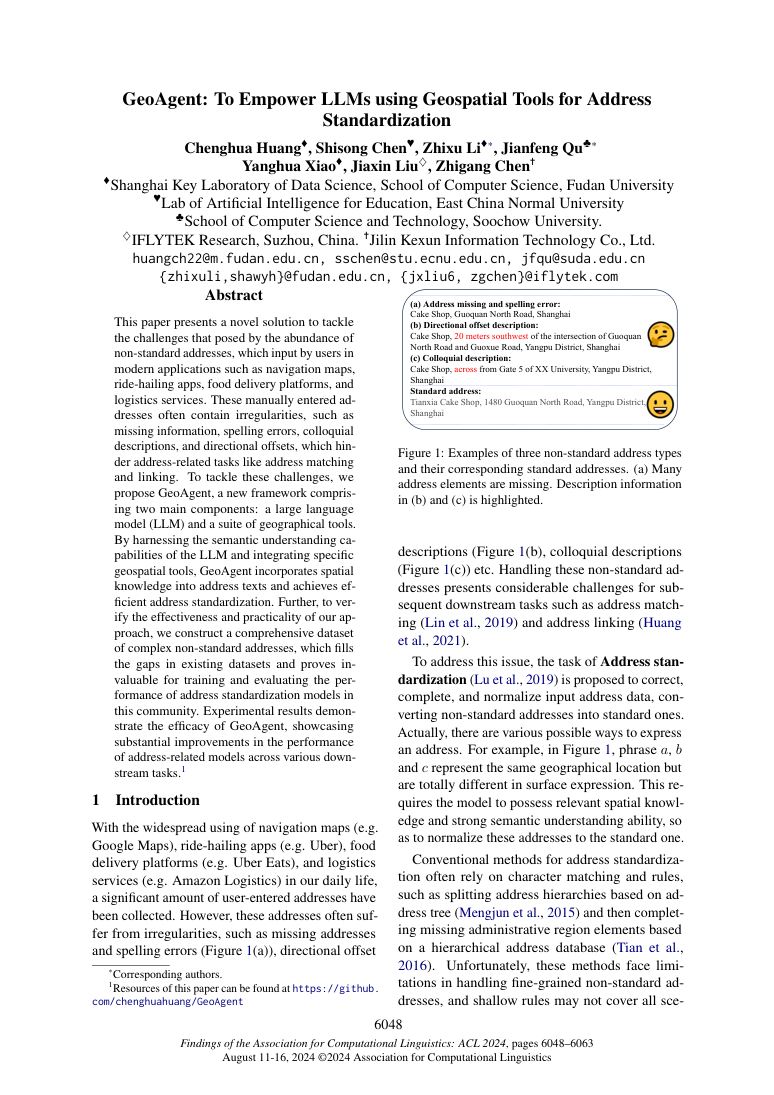 GeoAgent: To Empower LLMs using Geospatial Tools for Address
Standardization
Chenghua Huang♦, Shisong Chen♥, Zhixu Li♦*, Jianfeng Qu♣*
Yanghua Xiao♦, Jiaxin Liu♢, Zhigang Chen†
♦Shanghai Key Laboratory of Data Science, School of Computer Science, Fudan University
♥Lab of Artificial Intelligence for Education, East China Normal University
♣School of Computer Science and Technology, Soochow University.
♢IFLYTEK Research, Suzhou, China. †Jilin Kexun Information Technology Co., Ltd.
huangch22@m.fudan.edu.cn, sschen@stu.ecnu.edu.cn, jfqu@suda.edu.cn
{zhixuli,shawyh}@fudan.edu.cn, {jxliu6, zgchen}@iflytek.com
Abstract
This paper presents a novel solution to tackle
the challenges that posed by the abundance of
non-standard addresses, which input by users in
modern applications such as navigation maps,
ride-hailing apps, food delivery platforms, and
logistics services. These manually entered ad-
dresses often contain irregularities, such as
missing information, spelling errors, colloquial
descriptions, and directional offsets, which hin-
der address-related tasks like address matching
and linking. To tackle these challenges, we
propose GeoAgent, a new framework compris-
ing two main components: a large language
model (LLM) and a suite of geographical tools.
By harnessing the semantic understanding ca-
pabilities of the LLM and integrating specific
geospatial tools, GeoAgent incorporates spatial
knowledge into address texts and achieves ef-
ficient address standardization. Further, to ver-
ify the effectiveness and practicality of our ap-
proach, we construct a comprehensive dataset
of complex non-standard addresses, which fills
the gaps in existing datasets and proves in-
valuable for training and evaluating the per-
formance of address standardization models in
this community. Experimental results demon-
strate the efficacy of GeoAgent, showcasing
substantial improvements in the performance
of address-related models across various down-
stream tasks.1
1 Introduction
With the widespread using of navigation maps (e.g.
Google Maps), ride-hailing apps (e.g. Uber), food
delivery platforms (e.g. Uber Eats), and logistics
services (e.g. Amazon Logistics) in our daily life,
a significant amount of user-entered addresses have
been collected. However, these addresses often suf-
fer from irregularities, such as missing addresses
and spelling errors (Figure 1(a)), directional offset
*Corresponding authors.
1Resources of this paper can be found at https://github.
com/chenghuahuang/GeoAgent
(a) Address missing and spelling error:
Cake Shop, Guoquan North Road, Shanghai
(b) Directional offset description:
Cake Shop, 20 meters southwest of the intersection of Guoquan
North Road and Guoxue Road, Yangpu District, Shanghai
(c) Colloquial description:
Cake Shop, across from Gate 5 of XX University, Yangpu District,
Shanghai
Standard address:
Tianxia Cake Shop, 1480 Guoquan North Road, Yangpu District,
Shanghai
Figure 1: Examples of three non-standard address types
and their corresponding standard addresses. (a) Many
address elements are missing. Description information
in (b) and (c) is highlighted.
descriptions (Figure 1(b), colloquial descriptions
(Figure 1(c)) etc. Handling these non-standard ad-
dresses presents considerable challenges for sub-
sequent downstream tasks such as address match-
ing (Lin et al., 2019) and address linking (Huang
et al., 2021).
To address this issue, the task of Address stan-
dardization (Lu et al., 2019) is proposed to correct,
complete, and normalize input address data, con-
verting non-standard addresses into standard ones.
Actually, there are various possible ways to express
an address. For example, in Figure 1, phrase a, b
and c represent the same geographical location but
are totally different in surface expression. This re-
quires the model to possess relevant spatial knowl-
edge and strong semantic understanding ability, so
as to normalize these addresses to the standard one.
Conventional methods for address standardiza-
tion often rely on character matching and rules,
such as splitting address hierarchies based on ad-
dress tree (Mengjun et al., 2015) and then complet-
ing missing administrative region elements based
on a hierarchical address database (Tian et al.,
2016). Unfortunately, these methods face limi-
tations in handling fine-grained non-standard ad-
dresses, and shallow rules may not cover all sce-
6048
Findings of the Association for Computational Linguistics: ACL 2024, pages 6048–6063
August 11-16, 2024 ©2024 Association for Computational Linguistics